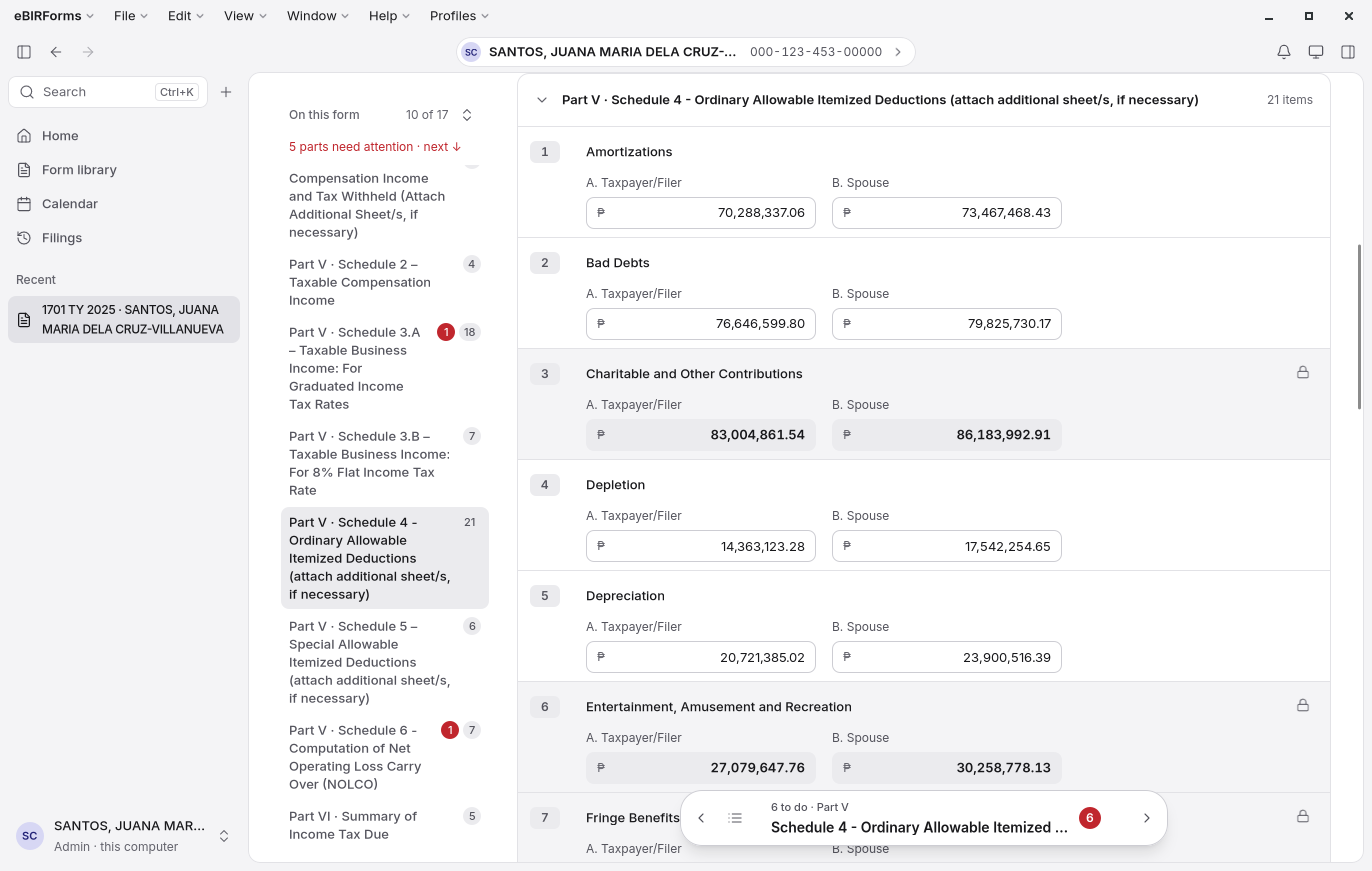 eBIRForms File Edit View Window Help Profiles
SC SANTOS, JUANA MARIA DELA CRUZ-... 000-123-453-00000
Search Ctrl+K
Home
Form library
Calendar
Filings
Recent
1701 TY 2025 · SANTOS, JUANA
MARIA DELA CRUZ-VILLANUEVA
SC SANTOS, JUANA MAR...
Admin · this computer
On this form 10 of 17
5 parts need attention · next ↓
Compensation Income
and Tax Withheld (Attach
Additional Sheet/s, if
necessary)
Part V · Schedule 2 – 4
Taxable Compensation
Income
Part V · Schedule 3.A 1 18
– Taxable Business
Income: For
Graduated Income
Tax Rates
Part V · Schedule 3.B – 7
Taxable Business Income:
For 8% Flat Income Tax
Rate
Part V · Schedule 4 - 21
Ordinary Allowable
Itemized Deductions
(attach additional sheet/s,
if necessary)
Part V · Schedule 5 – 6
Special Allowable
Itemized Deductions
(attach additional sheet/s,
if necessary)
Part V · Schedule 6 - 1 7
Computation of Net
Operating Loss Carry
Over (NOLCO)
Part VI · Summary of 5
Income Tax Due
Part V · Schedule 4 - Ordinary Allowable Itemized Deductions (attach additional sheet/s, if necessary) 21 items
1 Amortizations
A. Taxpayer/Filer B. Spouse
₱ 70,288,337.06 ₱ 73,467,468.43
2 Bad Debts
A. Taxpayer/Filer B. Spouse
₱ 76,646,599.80 ₱ 79,825,730.17
3 Charitable and Other Contributions
A. Taxpayer/Filer B. Spouse
₱ 83,004,861.54 ₱ 86,183,992.91
4 Depletion
A. Taxpayer/Filer B. Spouse
₱ 14,363,123.28 ₱ 17,542,254.65
5 Depreciation
A. Taxpayer/Filer B. Spouse
₱ 20,721,385.02 ₱ 23,900,516.39
6 Entertainment, Amusement and Recreation
A. Taxpayer/Filer B. Spouse
₱ 27,079,647.76 ₱ 30,258,778.13
7 Fringe Benefits
A. Taxpayer/Filer B. Spouse
6 to do · Part V
Schedule 4 - Ordinary Allowable Itemized ... 6